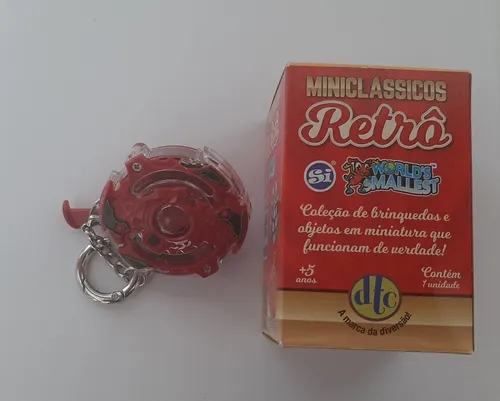 MINICLÁSSICOS
Retrô
Si
WORLD'S
SMALLEST
Coleção de brinquedos e
objetos em miniatura que
funcionam de verdade!
+5
anos.
Contém
1 unidade
dtc
A marca da diversão!